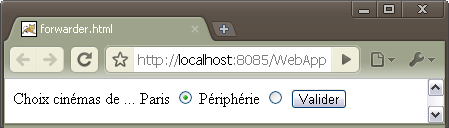 forwarder.html
http://localhost:8085/WebApp
Choix cinémas de ... Paris Périphérie Valider